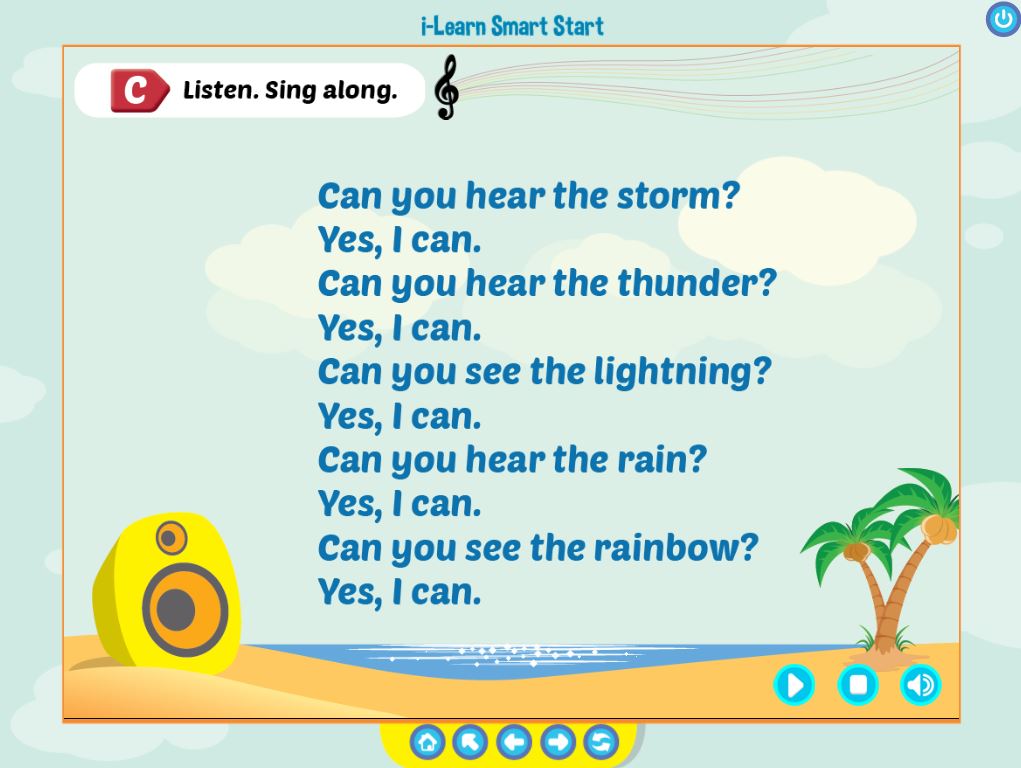 i-Learn Smart Start
C Listen. Sing along.
Can you hear the storm?
Yes, I can.
Can you hear the thunder?
Yes, I can.
Can you see the lightning?
Yes, I can.
Can you hear the rain?
Yes, I can.
Can you see the rainbow?
Yes, I can.